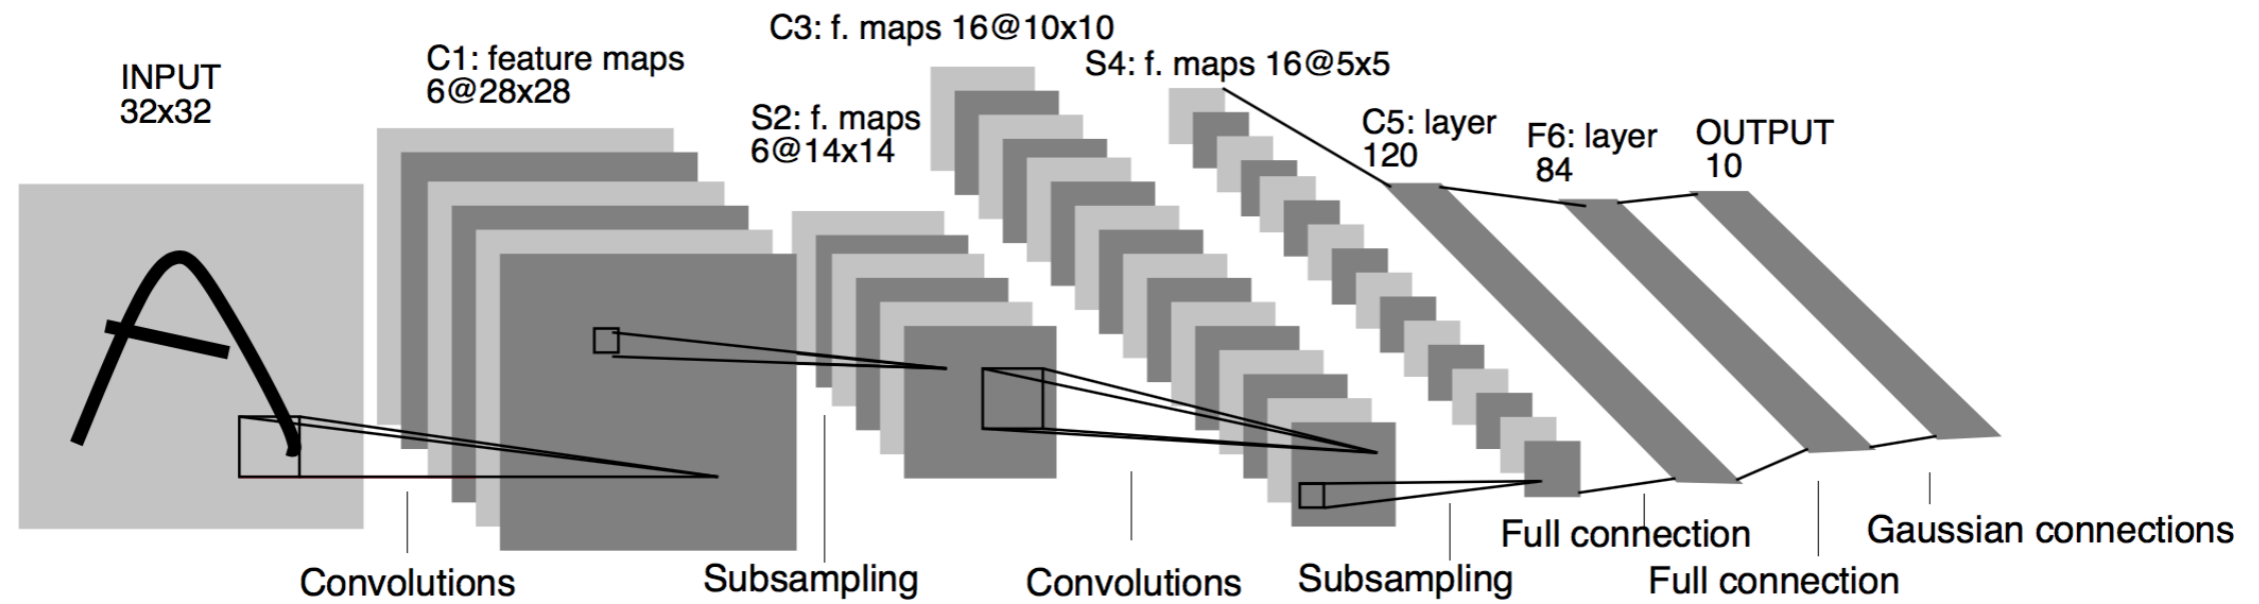 INPUT
32x32
C1: feature maps
6@28x28
S2: f. maps
6@14x14
C3: f. maps 16@10x10
S4: f. maps 16@5x5
C5: layer
120
F6: layer
84
OUTPUT
10
Convolutions
Subsampling
Convolutions
Subsampling
Full connection
Full connection
Gaussian connections